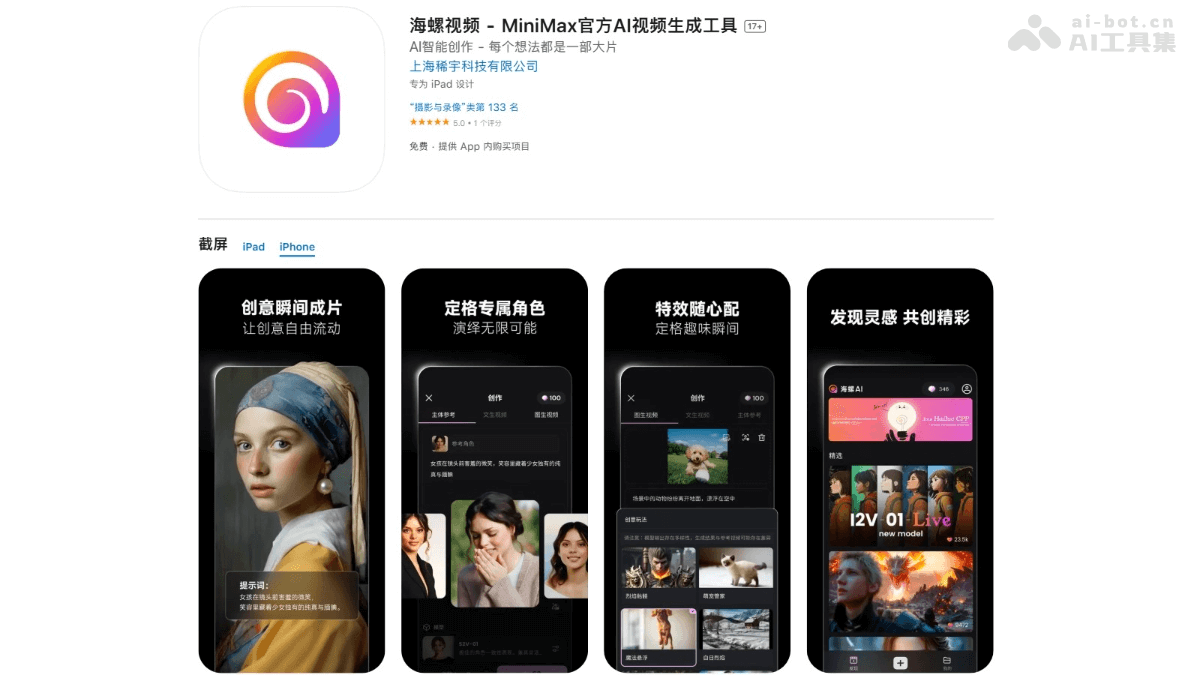 海螺视频 - MiniMax官方AI视频生成工具 17+
AI智能创作 - 每个想法都是一部大片
上海稀宇科技有限公司
专为 iPad 设计
“摄影与录像”类第 133 名
★★★★★ 5.0 • 1 个评分
免费 · 提供 App 内购买项目
ai-bot.cn
AI工具集
截屏 iPad iPhone
创意瞬间成片
让创意自由流动
提示词：
女孩在镜头前害羞的微笑，
笑容里藏着少女独有的纯真与腼腆。
定格专属角色
演绎无限可能
创作
100
主体参考 文生视频 图生视频
参考角色
女孩在镜头前害羞的微笑，笑容里藏着少女独有的纯
真与腼腆
模型
S2V-01
特效随心配
定格趣味瞬间
创作
100
图生视频 文生视频 主体参考
场景中的动物纷纷离开地面，漂浮在空中
创意玩法
魔法悬浮
白日烈焰
发现灵感 共创精彩
海螺AI
346
精选
I2V-01-Live
new model
23.5k
9472